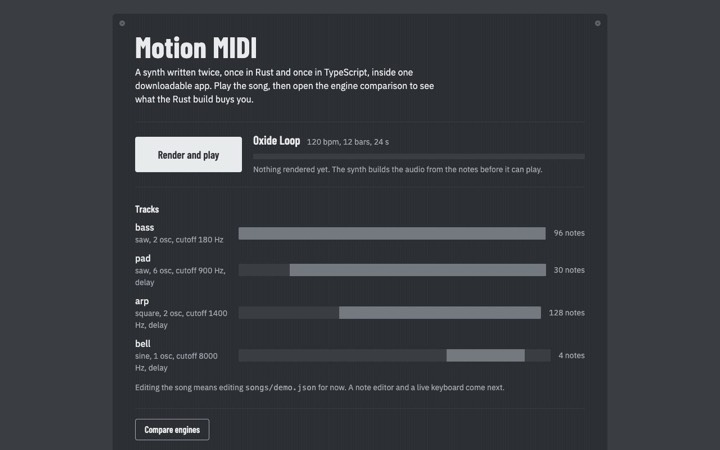 Motion MIDI
A synth written twice, once in Rust and once in TypeScript, inside one
downloadable app. Play the song, then open the engine comparison to see
what the Rust build buys you.
Render and play
Oxide Loop 120 bpm, 12 bars, 24 s
Nothing rendered yet. The synth builds the audio from the notes before it can play.
Tracks
bass
saw, 2 osc, cutoff 180 Hz
96 notes
pad
saw, 6 osc, cutoff 900 Hz,
delay
30 notes
arp
square, 2 osc, cutoff 1400
Hz, delay
128 notes
bell
sine, 1 osc, cutoff 8000
Hz, delay
4 notes
Editing the song means editing songs/demo.json for now. A note editor and a live keyboard come next.
Compare engines